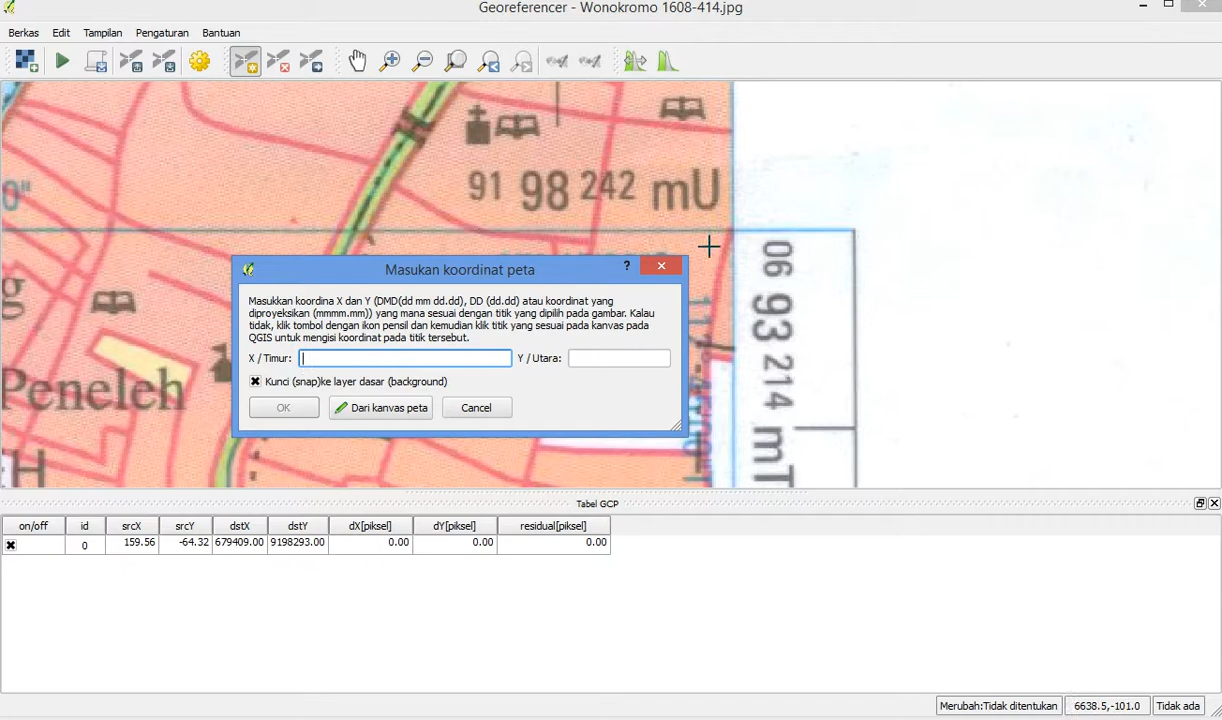 Georeferencer - Wonokromo 1608-414.jpg
Berkas Edit Tampilan Pengaturan Bantuan
91 98 242 mU
0"
06 93 214 mT
g
Peneleh
H
Masukan koordinat peta
?
Masukkan koordina X dan Y (DMD(dd mm dd.dd), DD (dd.dd) atau koordinat yang
diproyeksikan (mmmm.mm)) yang mana sesuai dengan titik yang dipilih pada gambar. Kalau
tidak, klik tombol dengan ikon pensil dan kemudian klik titik yang sesuai pada kanvas pada
QGIS untuk mengisi koordinat pada titik tersebut.
X / Timur: Y / Utara:
Kunci (snap)ke layer dasar (background)
OK Dari kanvas peta Cancel
Tabel GCP
on/off id srcX srcY dstX dstY dX[piksel] dY[piksel] residual[piksel]
0 159.56 -64.32 679409.00 9198293.00 0.00 0.00 0.00
Merubah:Tidak ditentukan 6638.5,-101.0 Tidak ada